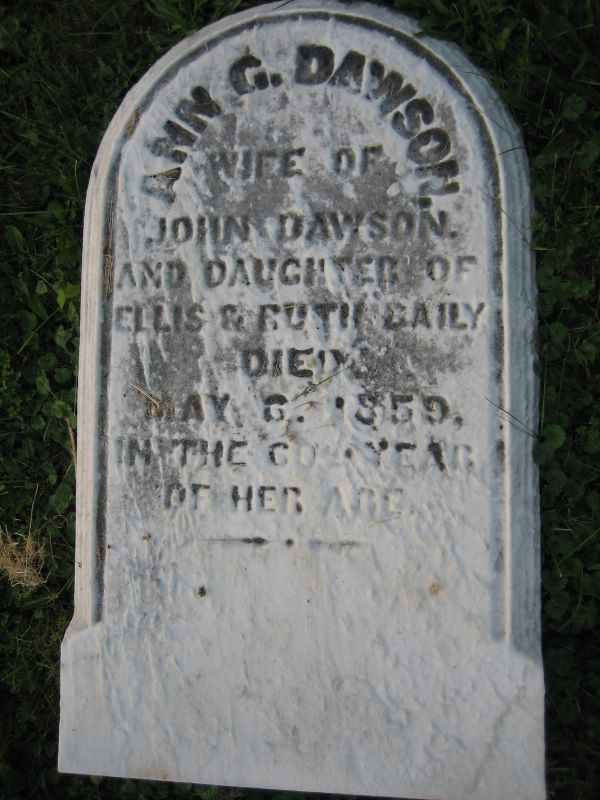 ANN G. DAWSON.
WIFE OF
JOHN DAWSON.
AND DAUGHTER OF
ELLIS & RUTH BAILY
DIED
MAY 1859.
IN THE YEAR
OF HER AGE.